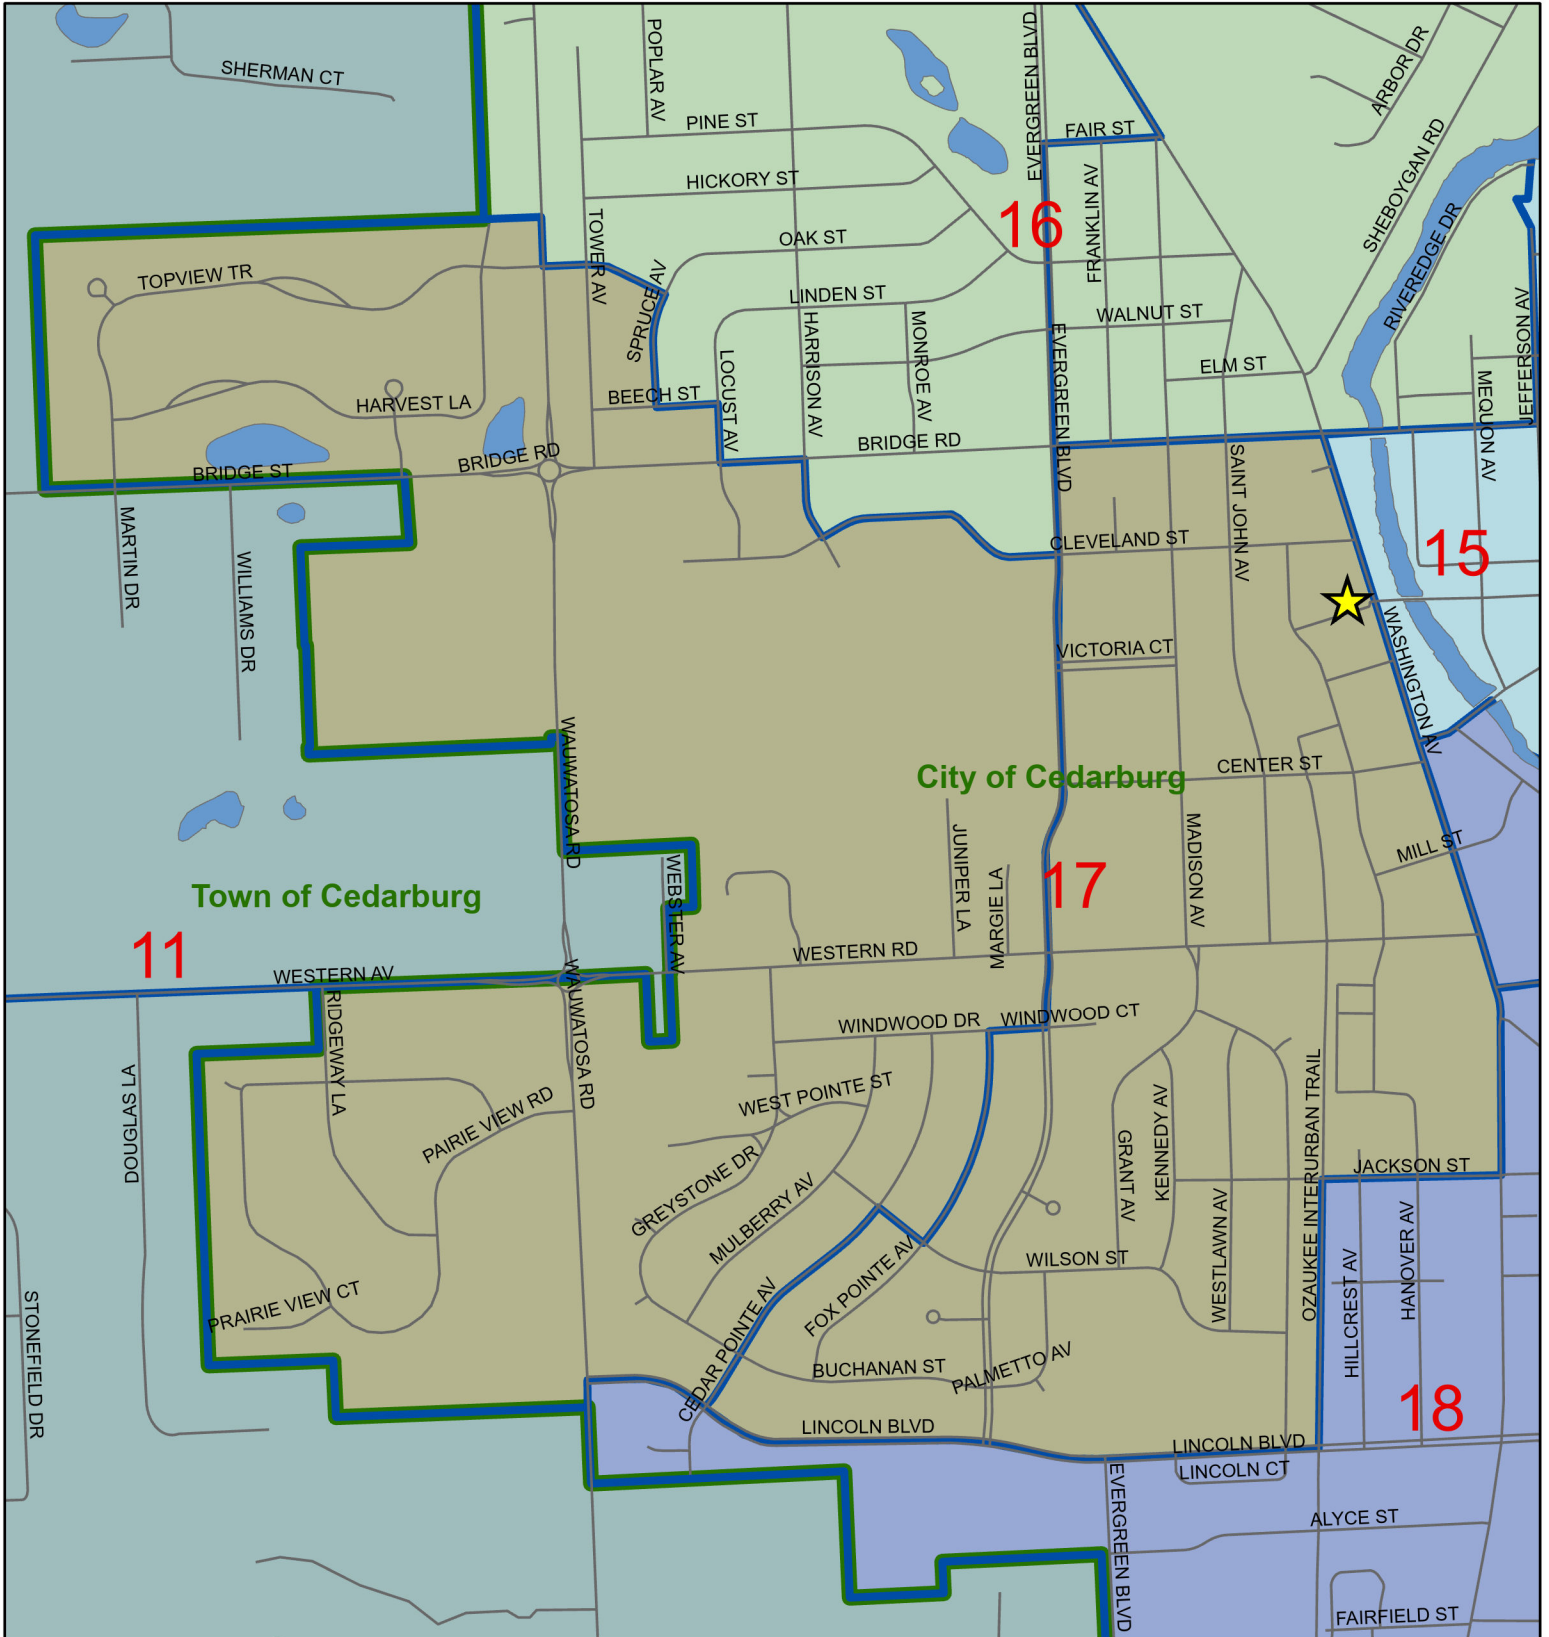 SHERMAN CT
POPLAR AV
EVERGREEN BLVD
ARBOR DR
PINE ST
FAIR ST
SHEBOYGAN RD
HICKORY ST
FRANKLIN AV
16
TOWER AV
OAK ST
RIVEREDGE DR
TOPVIEW TR
SPRUCE AV
LINDEN ST
WALNUT ST
JEFFERSON AV
HARRISON AV
MONROE AV
EVERGREEN BLVD
LOCUST AV
ELM ST
MEQUON AV
HARVEST LA
BEECH ST
BRIDGE RD
BRIDGE ST
BRIDGE RD
SAINT JOHN AV
MARTIN DR
WILLIAMS DR
CLEVELAND ST
15
VICTORIA CT
WASHINGTON AV
WAUWATOSA RD
City of Cedarburg
CENTER ST
JUNIPER LA
MARGIE LA
MADISON AV
MILL ST
WEBSTER AV
Town of Cedarburg
17
11
WESTERN RD
WESTERN AV
WAUWATOSA RD
RIDGEWAY LA
WINDWOOD DR
WINDWOOD CT
DOUGLAS LA
WEST POINTE ST
OZAUKEE INTERURBAN TRAIL
PAIRIE VIEW RD
KENNEDY AV
GRANT AV
JACKSON ST
GREYSTONE DR
MULBERRY AV
WESTLAWN AV
HANOVER AV
WILSON ST
FOX POINTE AV
HILLCREST AV
STONEFIELD DR
PRAIRIE VIEW CT
CEDAR POINTE AV
BUCHANAN ST
PALMETTO AV
18
LINCOLN BLVD
LINCOLN BLVD
LINCOLN CT
EVERGREEN BLVD
ALYCE ST
FAIRFIELD ST